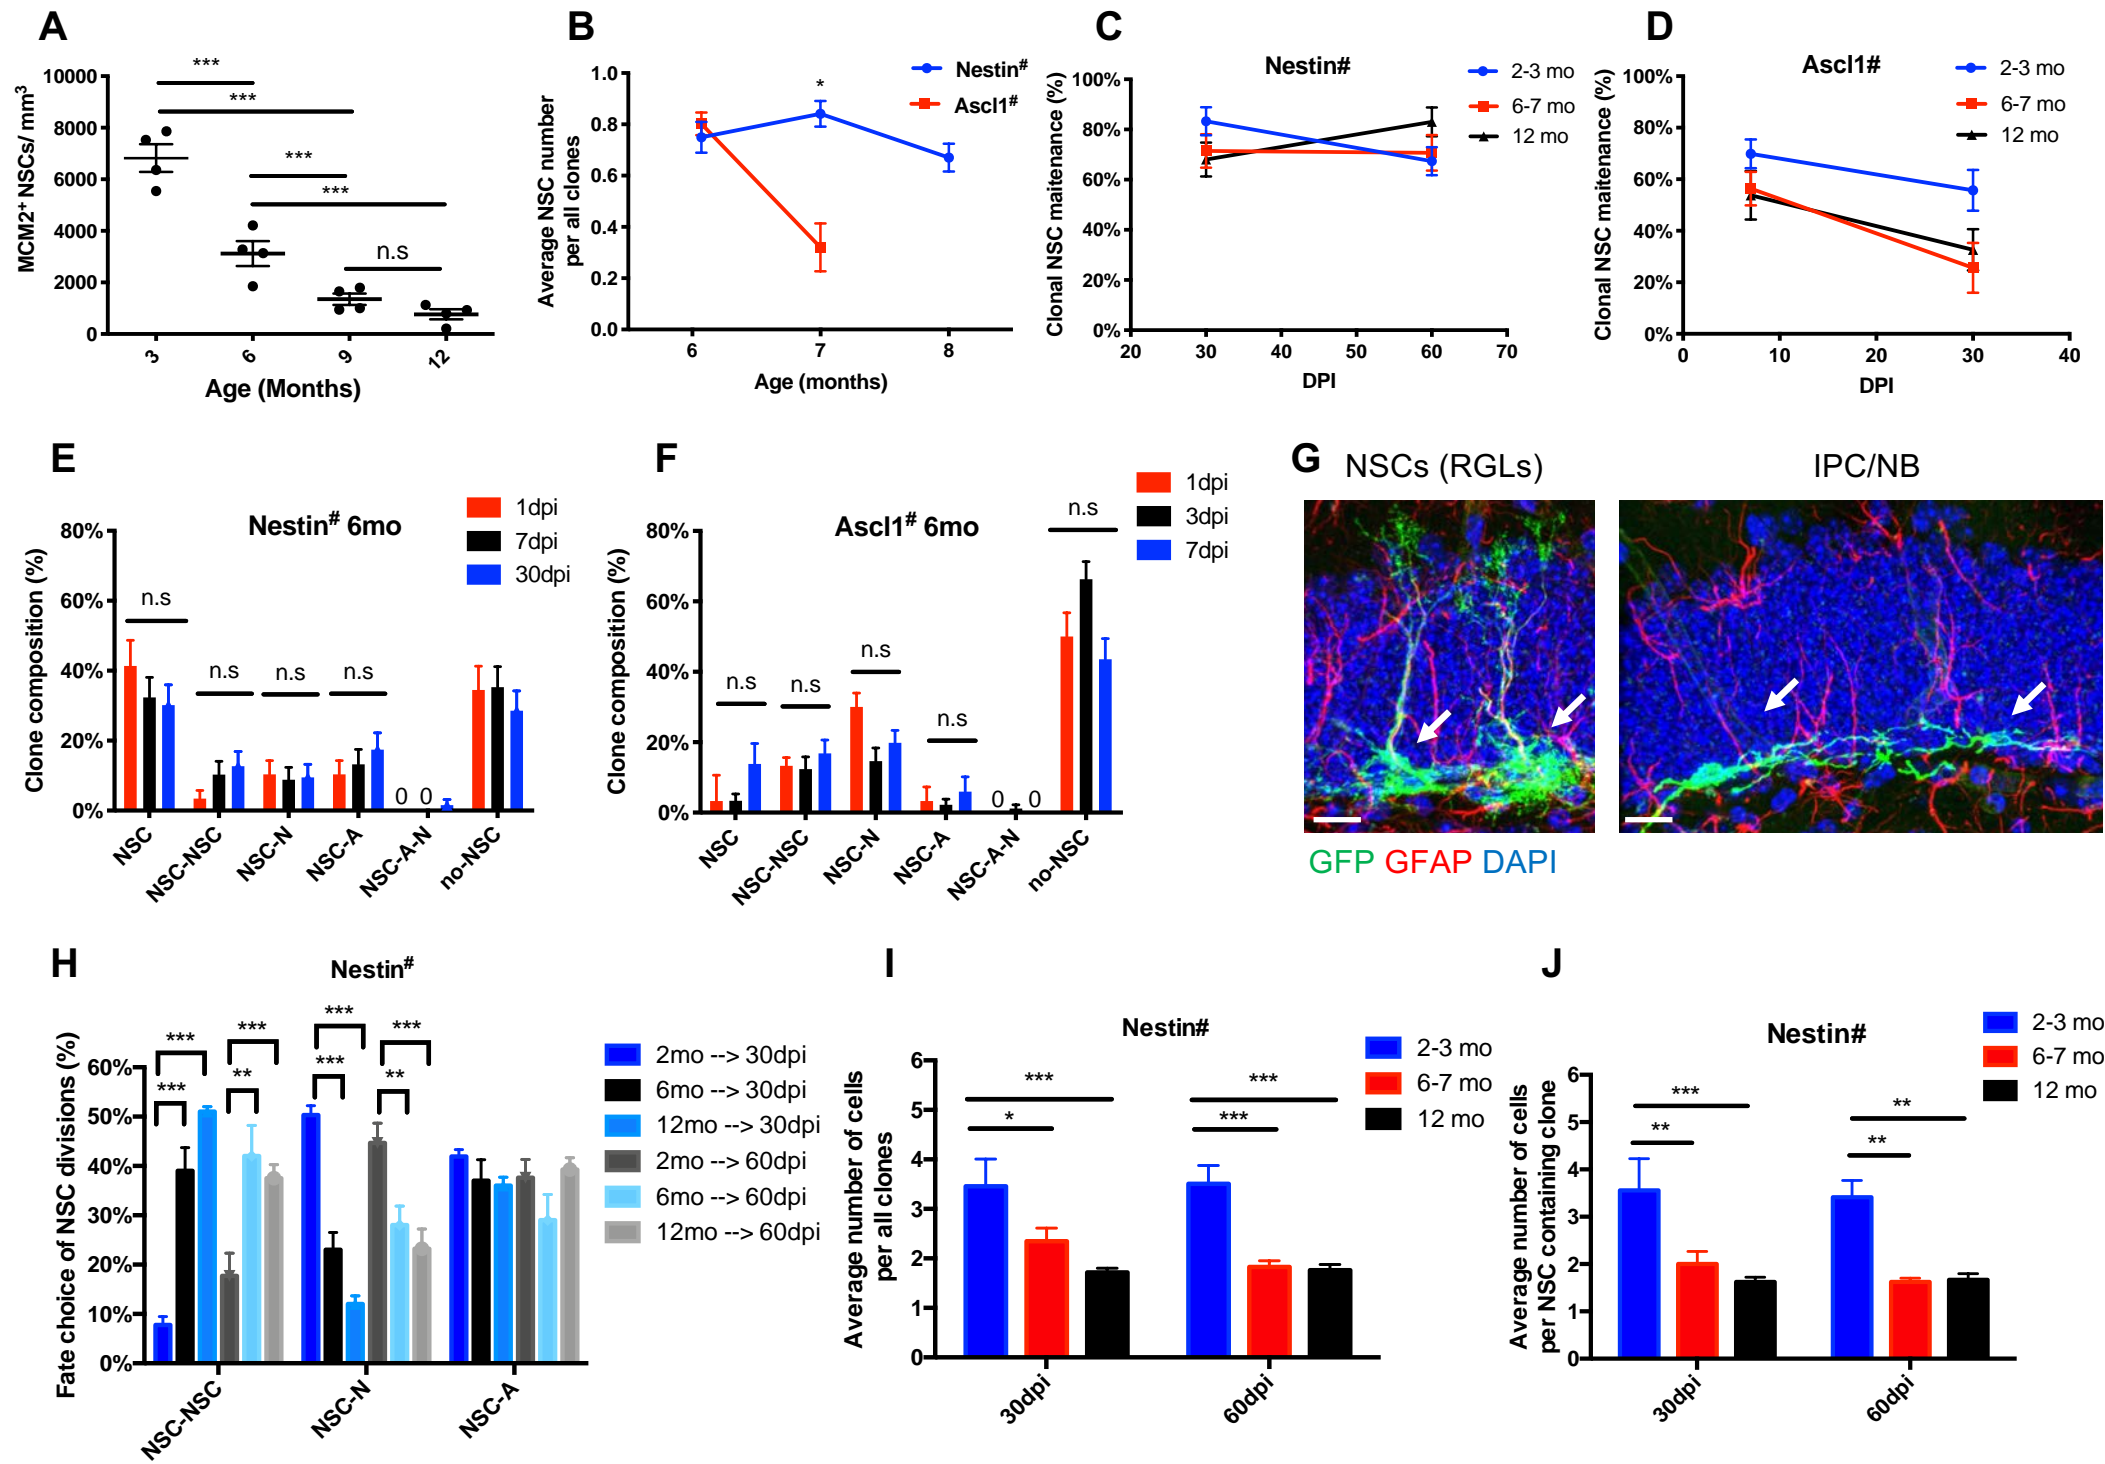 A
10000
8000
6000
4000
2000
0
MCM2⁺ NSCs/ mm³
***
***
***
***
n.s
3
6
9
12
Age (Months)
B
1.0
0.8
0.6
0.4
0.2
0.0
Average NSC number
per all clones
*
Nestin#
Ascl1#
6
7
8
Age (months)
C
Nestin#
100%
80%
60%
40%
20%
0%
Clonal NSC maitenance (%)
2-3 mo
6-7 mo
12 mo
20
30
40
50
60
70
DPI
D
Ascl1#
100%
80%
60%
40%
20%
0%
Clonal NSC maitenance (%)
2-3 mo
6-7 mo
12 mo
0
10
20
30
40
DPI
E
Nestin# 6mo
1dpi
7dpi
30dpi
80%
60%
40%
20%
0%
Clone composition (%)
n.s
n.s
n.s
n.s
0
0
NSC
NSC-NSC
NSC-N
NSC-A
NSC-A-N
no-NSC
F
Ascl1# 6mo
1dpi
3dpi
7dpi
80%
60%
40%
20%
0%
Clone composition (%)
n.s
n.s
n.s
n.s
0
0
n.s
NSC
NSC-NSC
NSC-N
NSC-A
NSC-A-N
no-NSC
G
NSCs (RGLs)
IPC/NB
GFP GFAP DAPI
H
Nestin#
60%
50%
40%
30%
20%
10%
0%
Fate choice of NSC divisions (%)
***
***
***
**
***
***
***
**
2mo --> 30dpi
6mo --> 30dpi
12mo --> 30dpi
2mo --> 60dpi
6mo --> 60dpi
12mo --> 60dpi
NSC-NSC
NSC-N
NSC-A
I
Nestin#
6
5
4
3
2
1
0
Average number of cells
per all clones
***
*
***
***
2-3 mo
6-7 mo
12 mo
30dpi
60dpi
J
Nestin#
6
5
4
3
2
1
0
Average number of cells
per NSC containing clone
***
**
**
**
2-3 mo
6-7 mo
12 mo
30dpi
60dpi